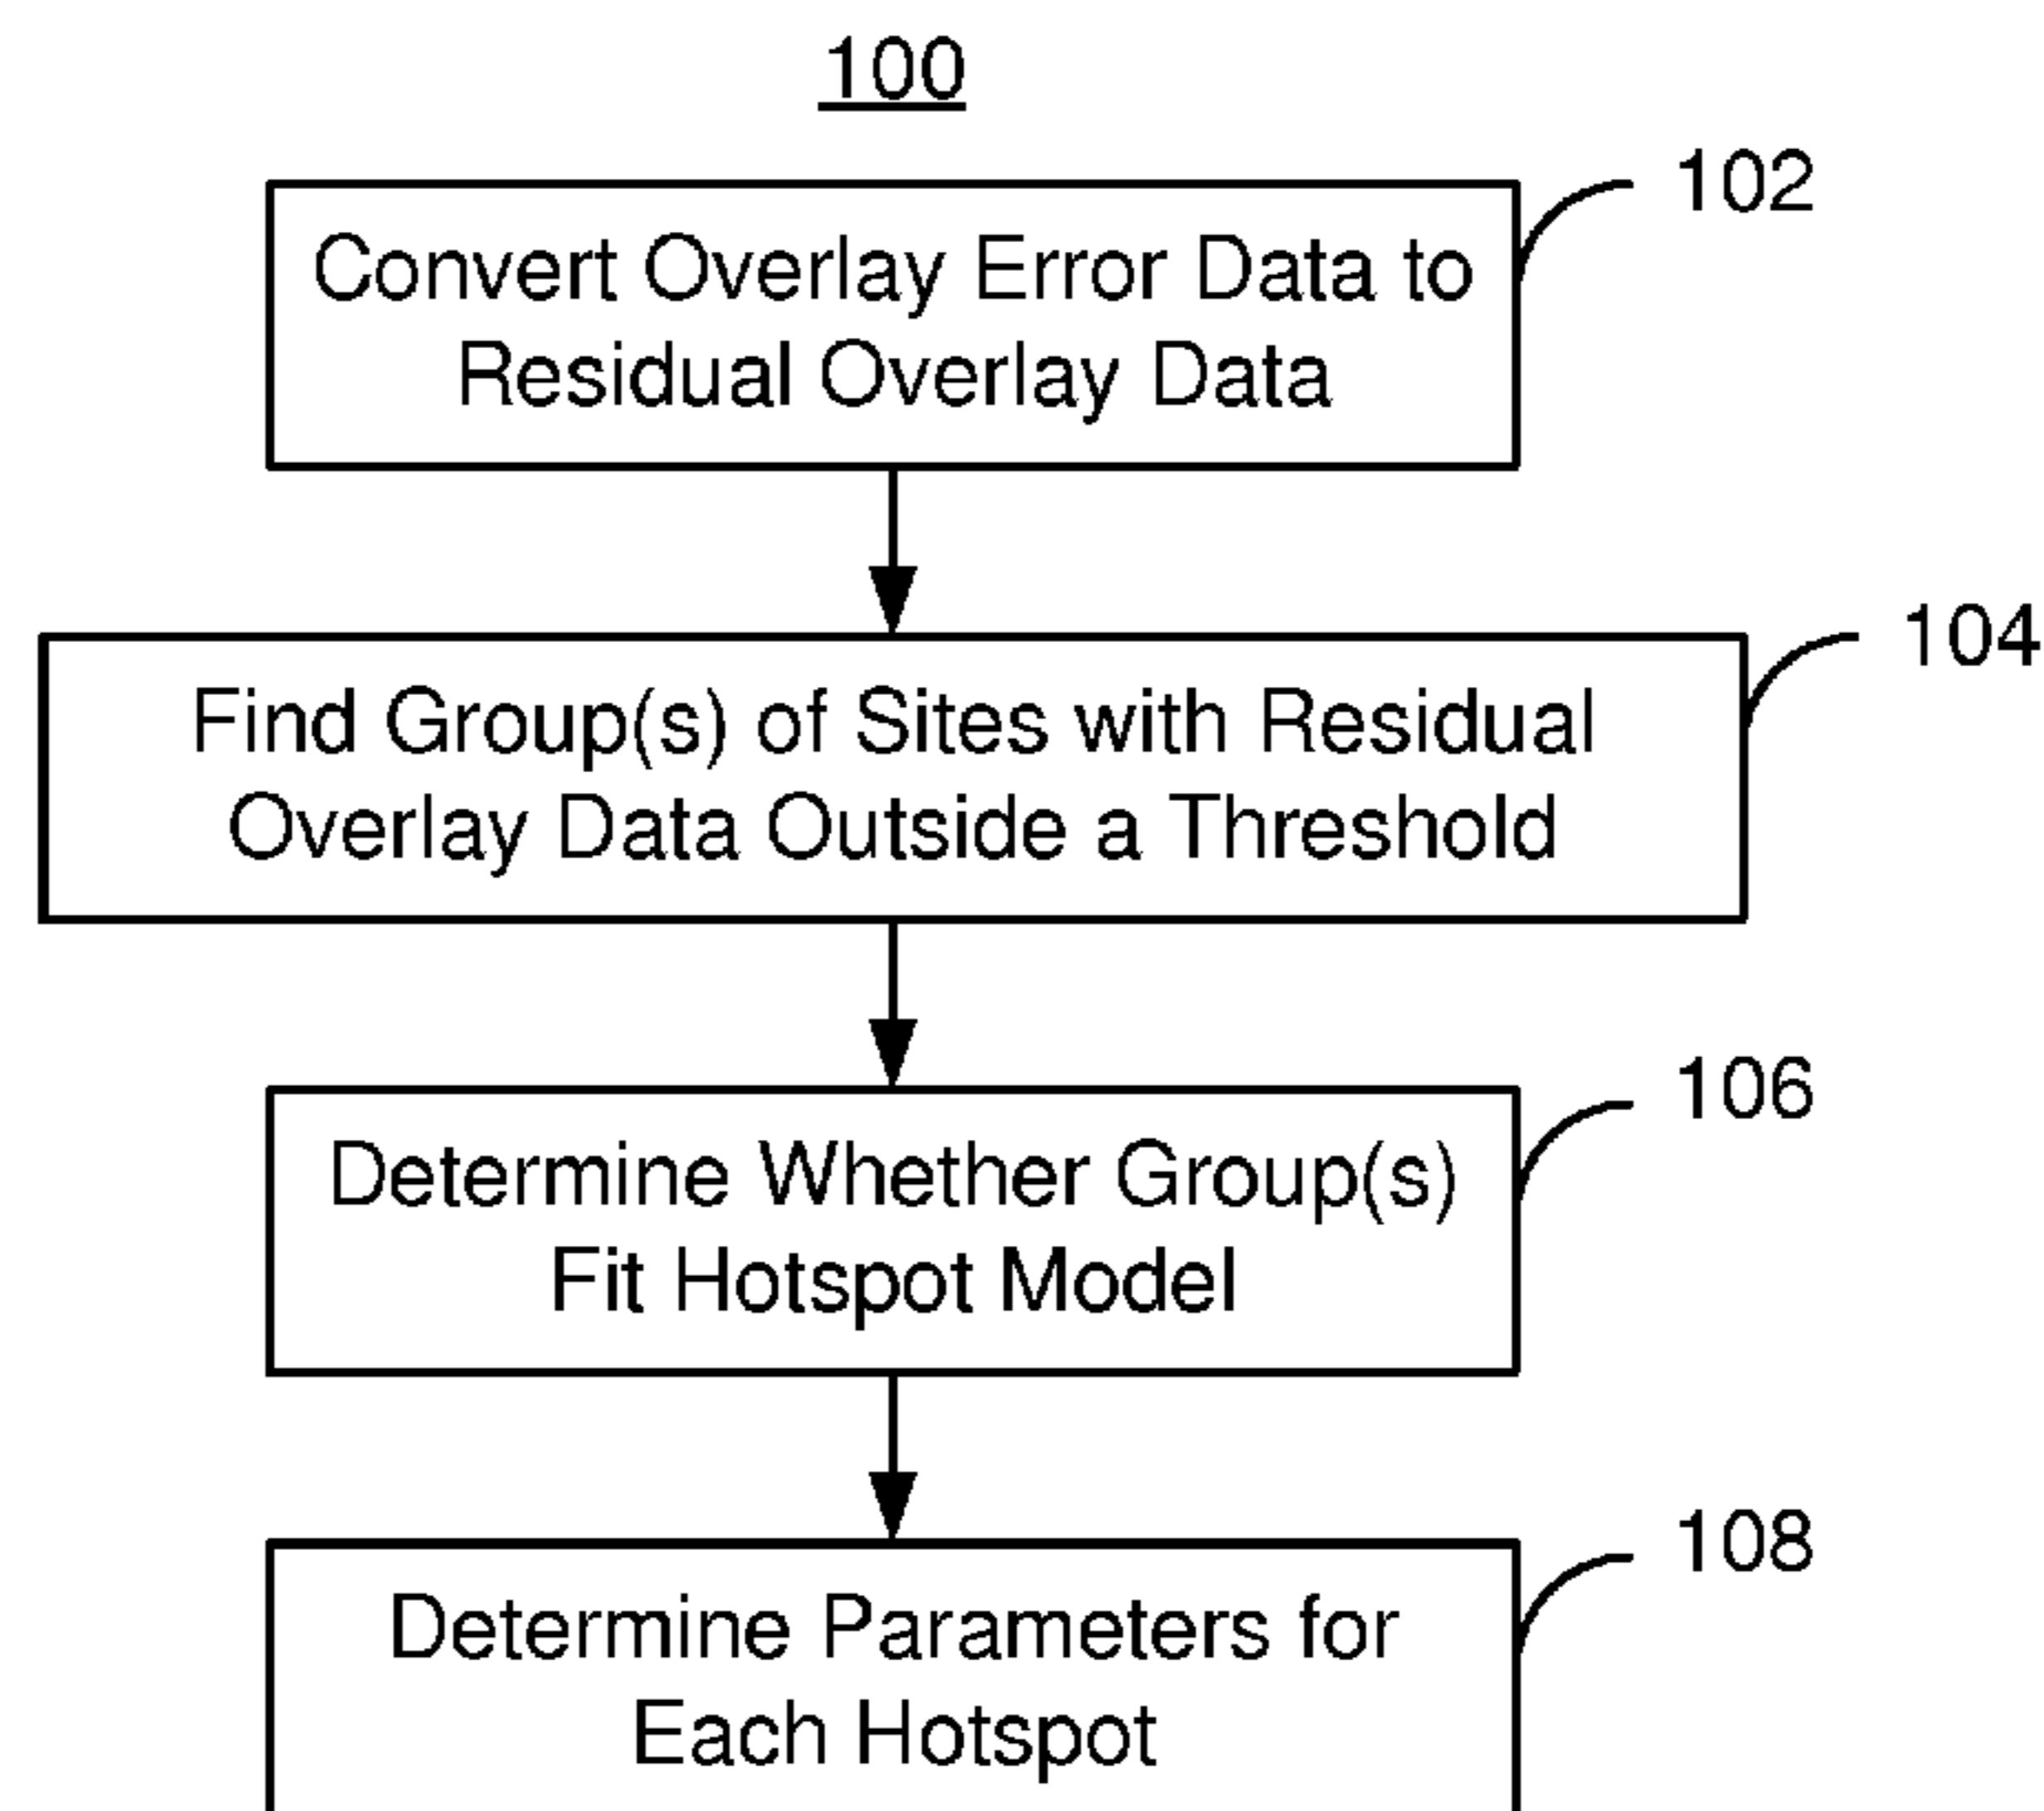 100
102
Convert Overlay Error Data to
Residual Overlay Data
104
Find Group(s) of Sites with Residual
Overlay Data Outside a Threshold
106
Determine Whether Group(s)
Fit Hotspot Model
108
Determine Parameters for
Each Hotspot